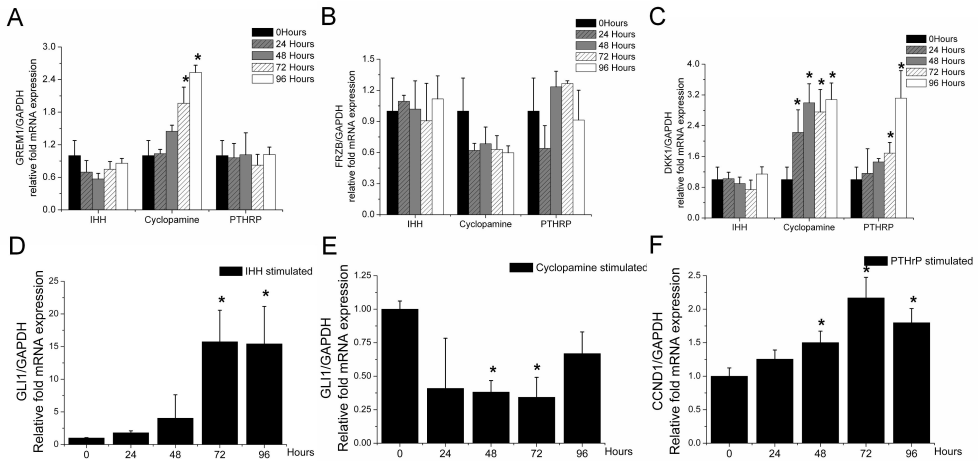 A
GREM1/GAPDH
relative fold mRNA expression
3.0
2.4
1.8
1.2
0.6
0.0
0Hours
24 Hours
48 Hours
72 Hours
96 Hours
*
*
IHH Cyclopamine PTHRP
B
FRZB/GAPDH
relative fold mRNA expression
1.5
1.2
0.9
0.6
0.3
0.0
0Hours
24 Hours
48 Hours
72 Hours
96 Hours
IHH Cyclopamine PTHRP
C
DKK1/GAPDH
relative fold mRNA expression
4.0
3.2
2.4
1.6
0.8
0.0
0Hours
24 Hours
48 Hours
72 Hours
96 Hours
* * * *
* *
IHH Cyclopamine PTHRP
D
GLI1/GAPDH
Relative fold mRNA expression
25
20
15
10
5
0
IHH stimulated
* *
0 24 48 72 96 Hours
E
GLI1/GAPDH
Relative fold mRNA expression
1.25
1.00
0.75
0.50
0.25
0.00
Cyclopamine stimulated
* *
0 24 48 72 96 Hours
F
CCND1/GAPDH
Relative fold mRNA expression
2.5
2.0
1.5
1.0
0.5
0.0
PTHrP stimulated
* * *
0 24 48 72 96 Hours